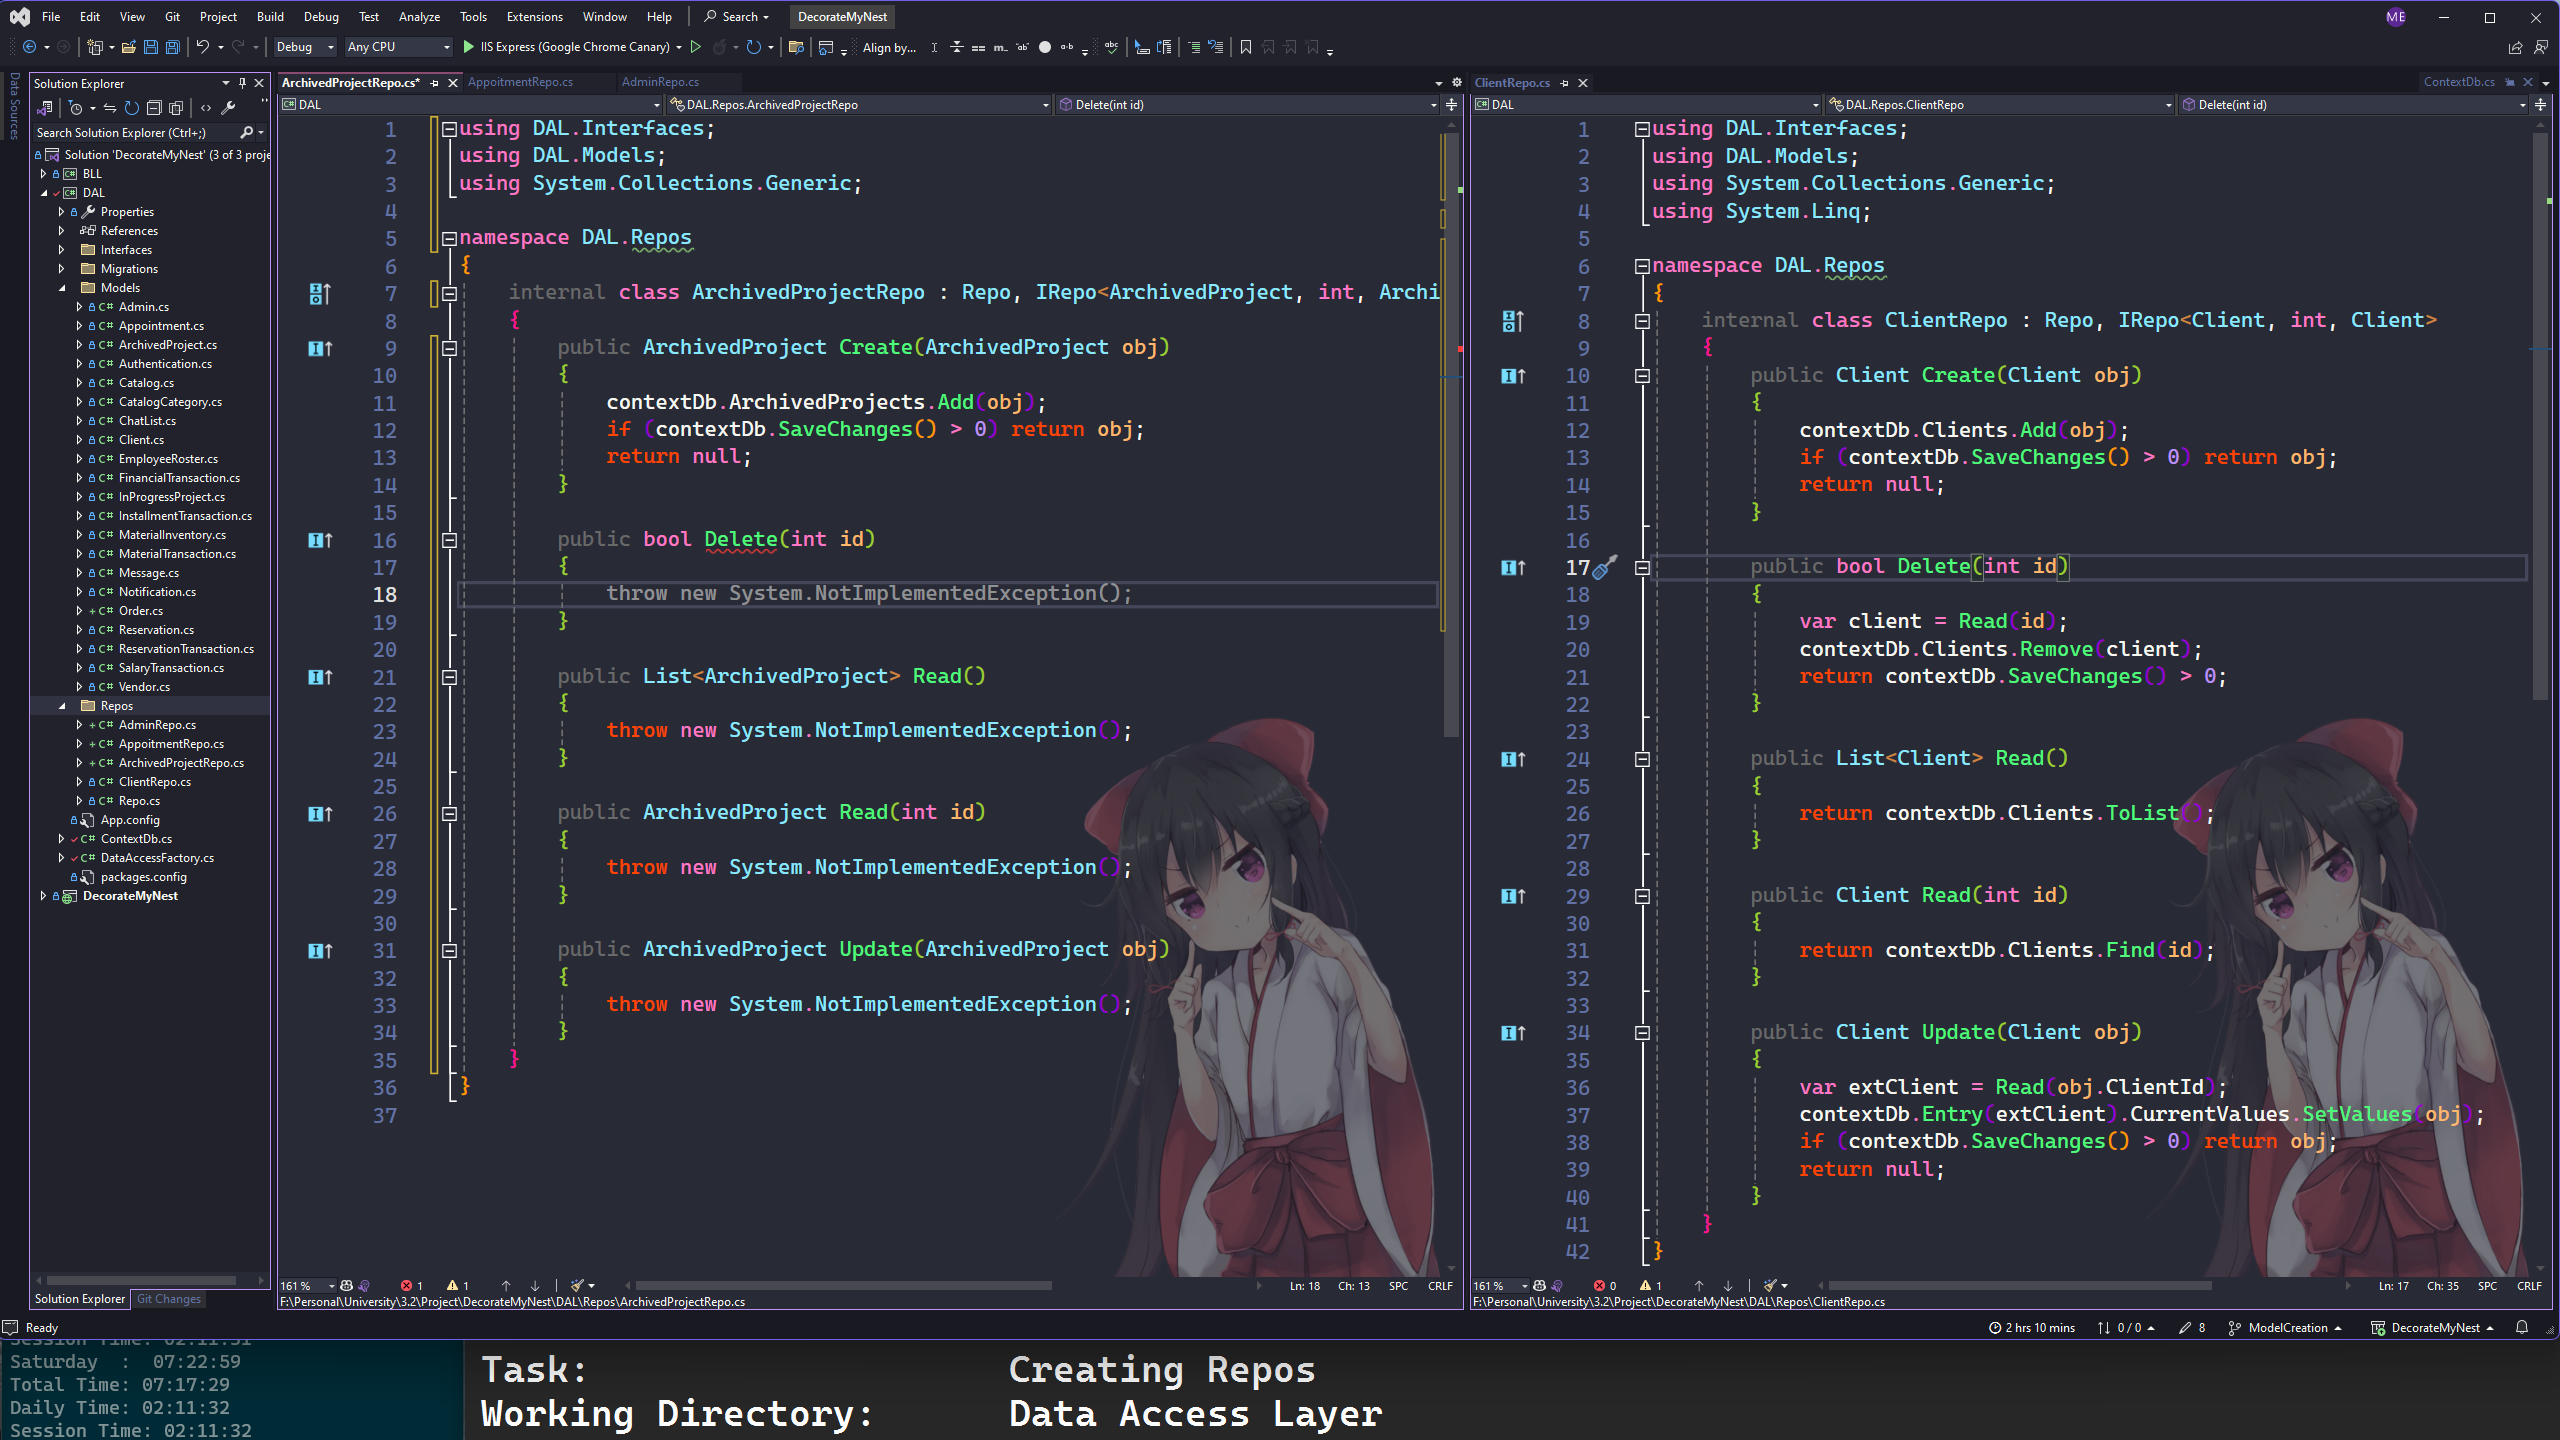 File Edit View Git Project Build Debug Test Analyze Tools Extensions Window Help Search DecorateMyNest ME
Debug Any CPU IIS Express (Google Chrome Canary) Align by...
Data Sources
Solution Explorer
Search Solution Explorer (Ctrl+;)
Solution 'DecorateMyNest' (3 of 3 proje
BLL
DAL
Properties
References
Interfaces
Migrations
Models
C# Admin.cs
C# Appointment.cs
C# ArchivedProject.cs
C# Authentication.cs
C# Catalog.cs
C# CatalogCategory.cs
C# ChatList.cs
C# Client.cs
C# EmployeeRoster.cs
C# FinancialTransaction.cs
C# InProgressProject.cs
C# InstallmentTransaction.cs
C# MaterialInventory.cs
C# MaterialTransaction.cs
C# Message.cs
C# Notification.cs
+ C# Order.cs
C# Reservation.cs
C# ReservationTransaction.cs
C# SalaryTransaction.cs
C# Vendor.cs
Repos
+ C# AdminRepo.cs
+ C# AppoitmentRepo.cs
+ C# ArchivedProjectRepo.cs
C# ClientRepo.cs
C# Repo.cs
App.config
C# ContextDb.cs
C# DataAccessFactory.cs
packages.config
DecorateMyNest
Solution Explorer Git Changes
ArchivedProjectRepo.cs* AppoitmentRepo.cs AdminRepo.cs
DAL DAL.Repos.ArchivedProjectRepo Delete(int id)
1 using DAL.Interfaces;
2 using DAL.Models;
3 using System.Collections.Generic;
4
5 namespace DAL.Repos
6 {
7 internal class ArchivedProjectRepo : Repo, IRepo<ArchivedProject, int, Archi
8 {
9 public ArchivedProject Create(ArchivedProject obj)
10 {
11 contextDb.ArchivedProjects.Add(obj);
12 if (contextDb.SaveChanges() > 0) return obj;
13 return null;
14 }
15
16 public bool Delete(int id)
17 {
18 throw new System.NotImplementedException();
19 }
20
21 public List<ArchivedProject> Read()
22 {
23 throw new System.NotImplementedException();
24 }
25
26 public ArchivedProject Read(int id)
27 {
28 throw new System.NotImplementedException();
29 }
30
31 public ArchivedProject Update(ArchivedProject obj)
32 {
33 throw new System.NotImplementedException();
34 }
35 }
36 }
37
161 % 1 1 Ln: 18 Ch: 13 SPC CRLF
F:\Personal\University\3.2\Project\DecorateMyNest\DAL\Repos\ArchivedProjectRepo.cs
ClientRepo.cs ContextDb.cs
DAL DAL.Repos.ClientRepo Delete(int id)
1 using DAL.Interfaces;
2 using DAL.Models;
3 using System.Collections.Generic;
4 using System.Linq;
5
6 namespace DAL.Repos
7 {
8 internal class ClientRepo : Repo, IRepo<Client, int, Client>
9 {
10 public Client Create(Client obj)
11 {
12 contextDb.Clients.Add(obj);
13 if (contextDb.SaveChanges() > 0) return obj;
14 return null;
15 }
16
17 public bool Delete(int id)
18 {
19 var client = Read(id);
20 contextDb.Clients.Remove(client);
21 return contextDb.SaveChanges() > 0;
22 }
23
24 public List<Client> Read()
25 {
26 return contextDb.Clients.ToList();
27 }
28
29 public Client Read(int id)
30 {
31 return contextDb.Clients.Find(id);
32 }
33
34 public Client Update(Client obj)
35 {
36 var extClient = Read(obj.ClientId);
37 contextDb.Entry(extClient).CurrentValues.SetValues(obj);
38 if (contextDb.SaveChanges() > 0) return obj;
39 return null;
40 }
41 }
42 }
161 % 0 1 Ln: 17 Ch: 35 SPC CRLF
F:\Personal\University\3.2\Project\DecorateMyNest\DAL\Repos\ClientRepo.cs
Ready 2 hrs 10 mins 0 / 0 8 ModelCreation DecorateMyNest
Session Time: 02:11:31
Saturday : 07:22:59
Total Time: 07:17:29
Daily Time: 02:11:32
Session Time: 02:11:32
Task: Creating Repos
Working Directory: Data Access Layer